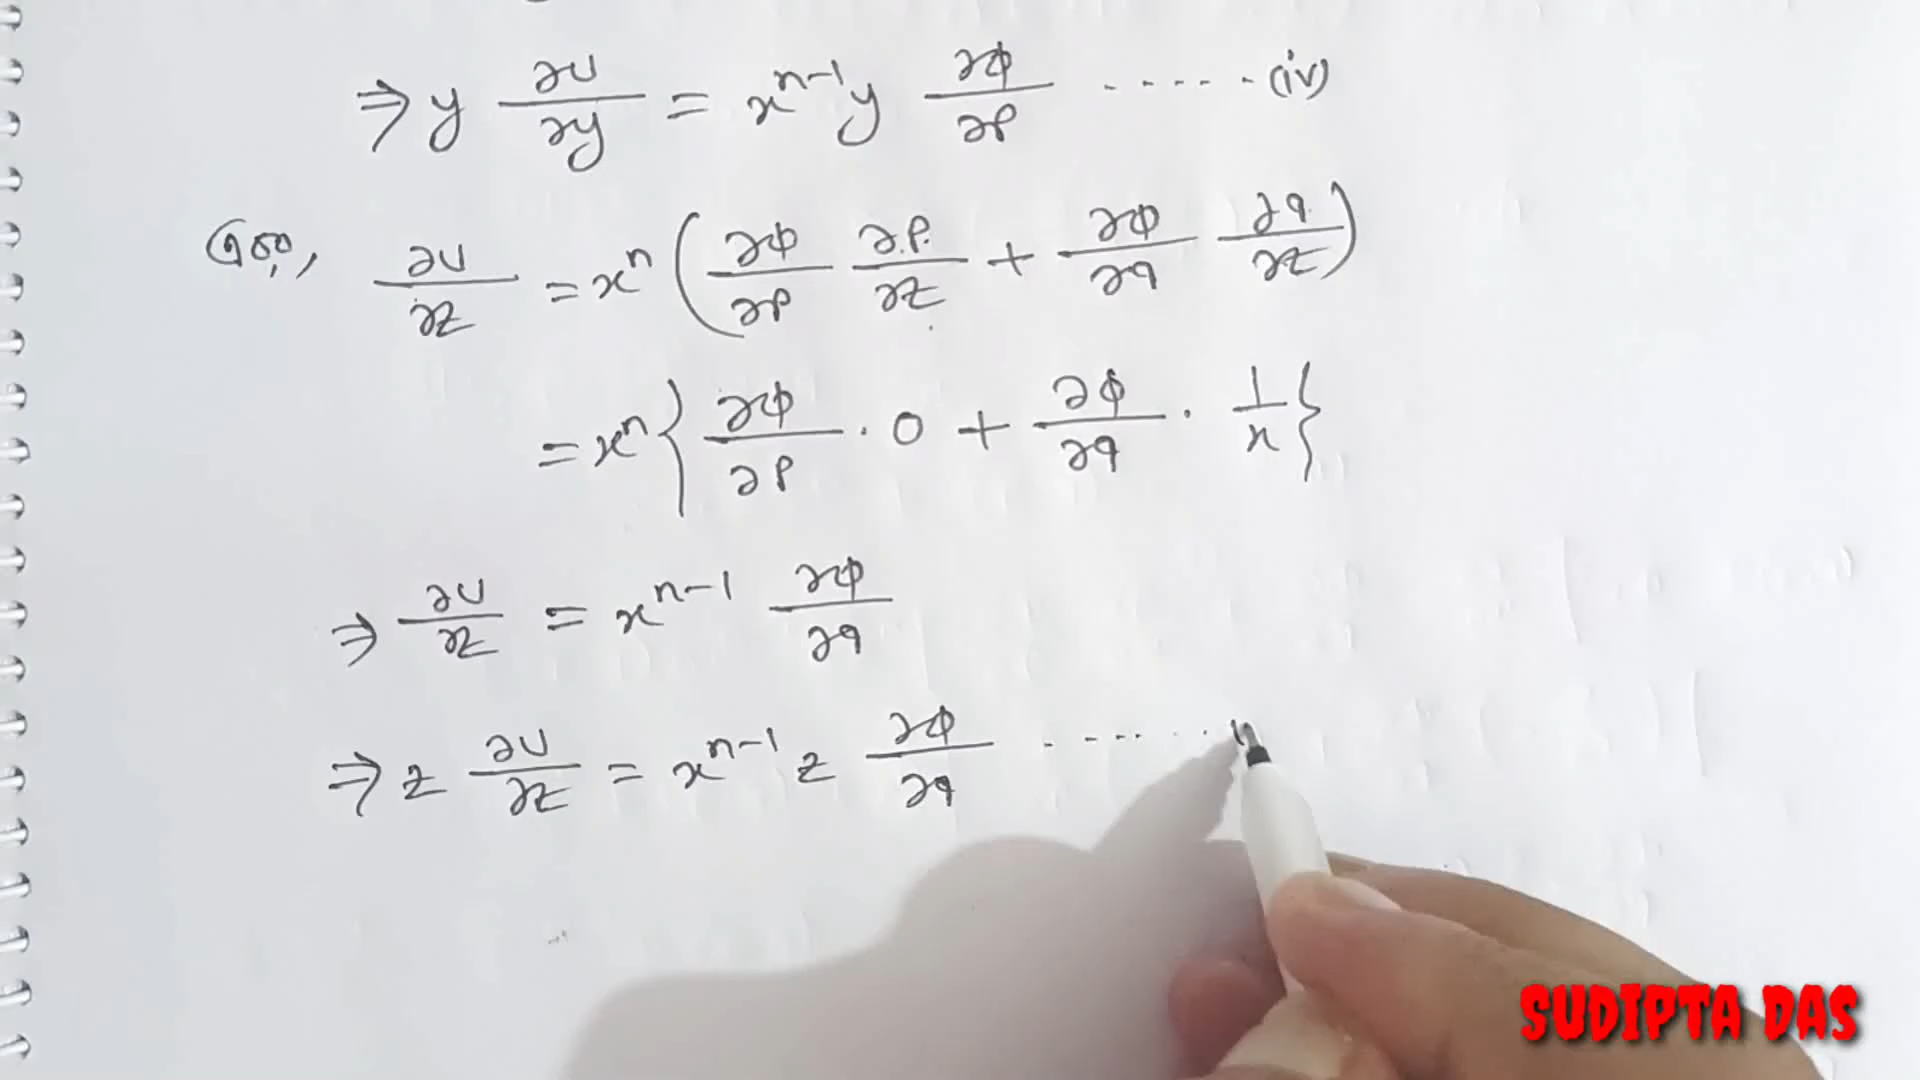 ⇒ y ∂U/∂y = x^{n-1} y ∂φ/∂p ------ (iv)
এবং, ∂U/∂z = x^n (∂φ/∂p ∂p/∂z + ∂φ/∂q ∂q/∂z)
= x^n {∂φ/∂p . 0 + ∂φ/∂q . 1/x}
⇒ ∂U/∂z = x^{n-1} ∂φ/∂q
⇒ z ∂U/∂z = x^{n-1} z ∂φ/∂q ------
SUDIPTA DAS